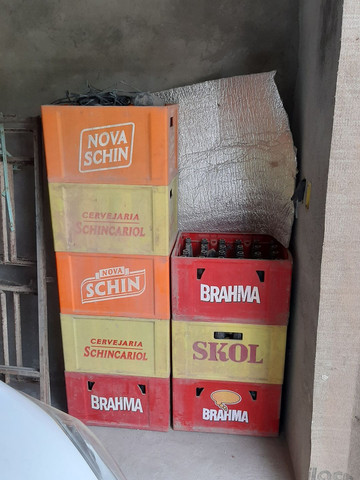 NOVA
SCHIN
CERVEJARIA
SCHINCARIOL
NOVA
SCHIN
CERVEJARIA
SCHINCARIOL
BRAHMA
BRAHMA
SKOL
BRAHMA